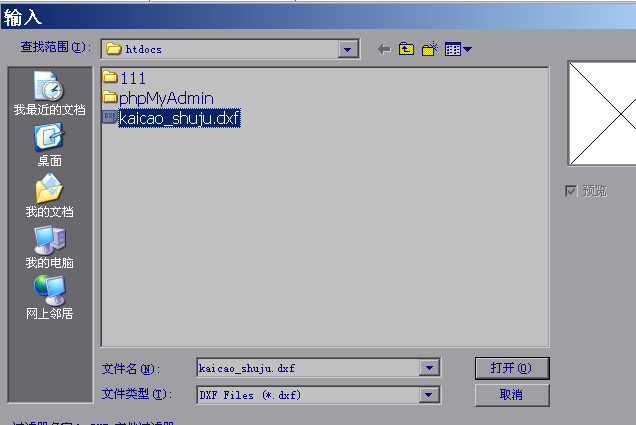 输入
查找范围(I):
htdocs
111
phpMyAdmin
kaicao_shuju.dxf
我最近的文档
桌面
我的文档
我的电脑
网上邻居
预览
文件名(N):
kaicao_shuju.dxf
打开(O)
文件类型(T):
DXF Files (*.dxf)
取消